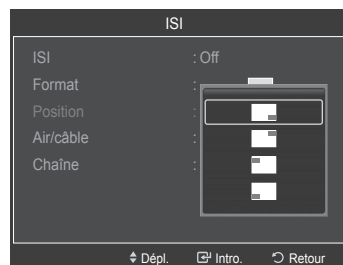 ISI
ISI : Off
Format :
Position :
Air/câble :
Chaîne :
Dépl. Intro. Retour